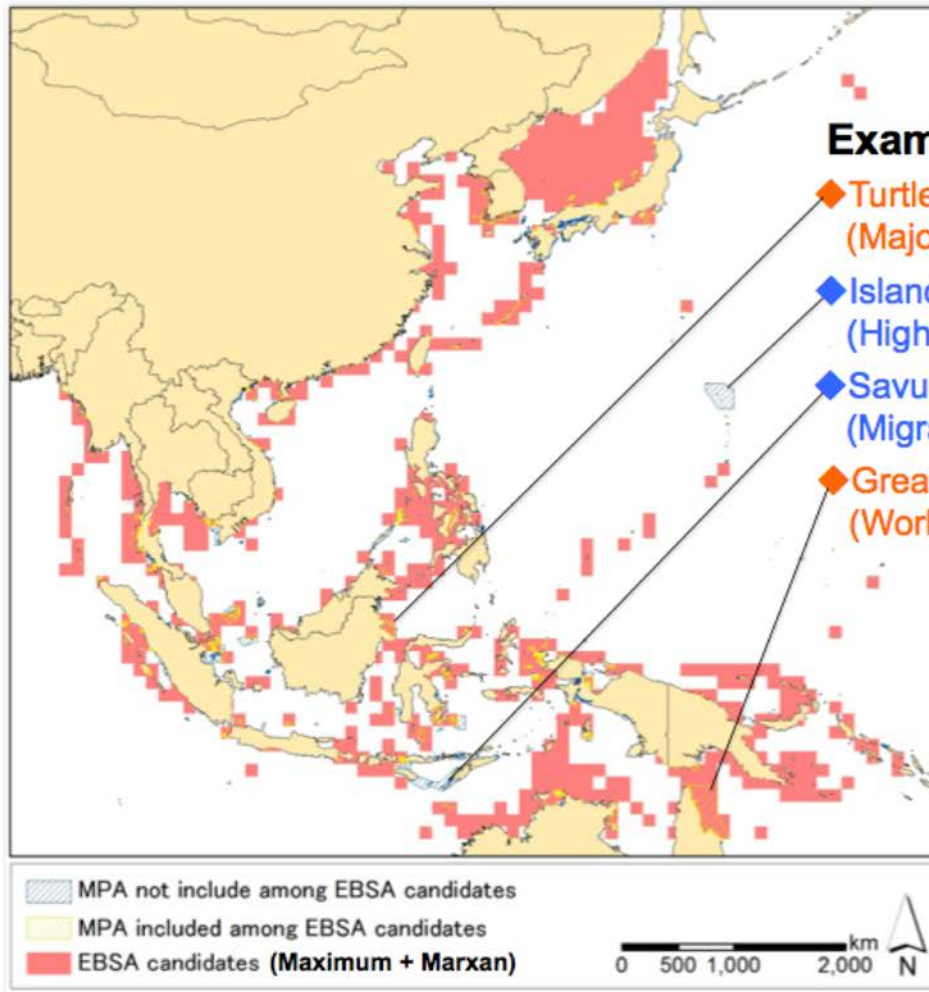 Exam
Turtle
(Majo
Island
(High
Savu
(Migra
Grea
(Worl
MPA not include among EBSA candidates
MPA included among EBSA candidates
EBSA candidates (Maximum + Marxan)
km
0 500 1,000 2,000
N